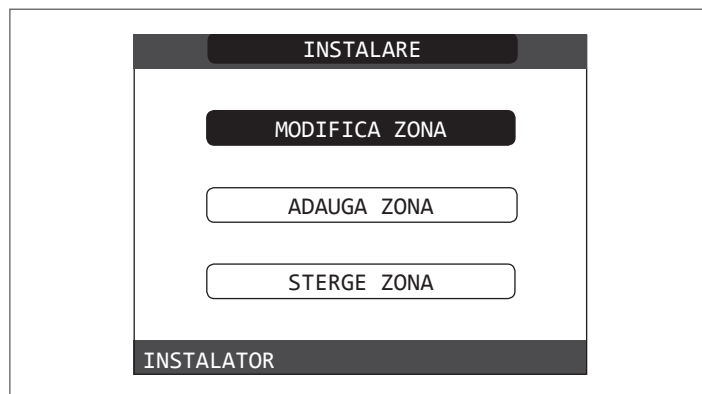 INSTALARE
MODIFICA ZONA
ADAUGA ZONA
STERGE ZONA
INSTALATOR